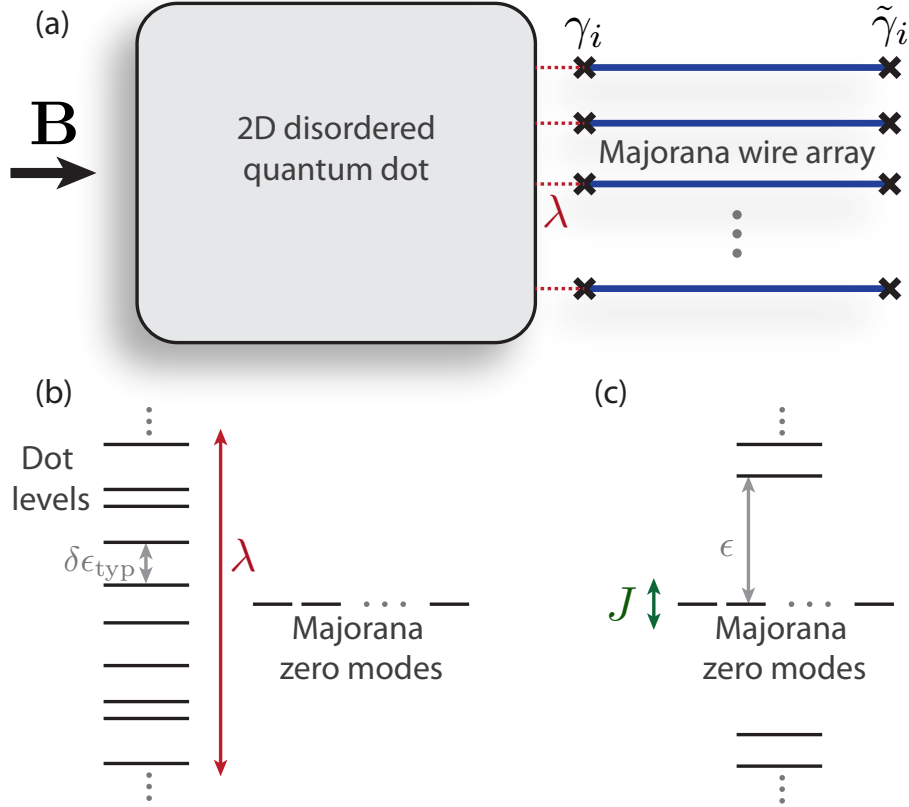 (a)
γᵢ
γ̃ᵢ
B
2D disordered
quantum dot
Majorana wire array
λ
(b)
Dot
levels
δϵtyp
λ
Majorana
zero modes
(c)
ϵ
J
Majorana
zero modes